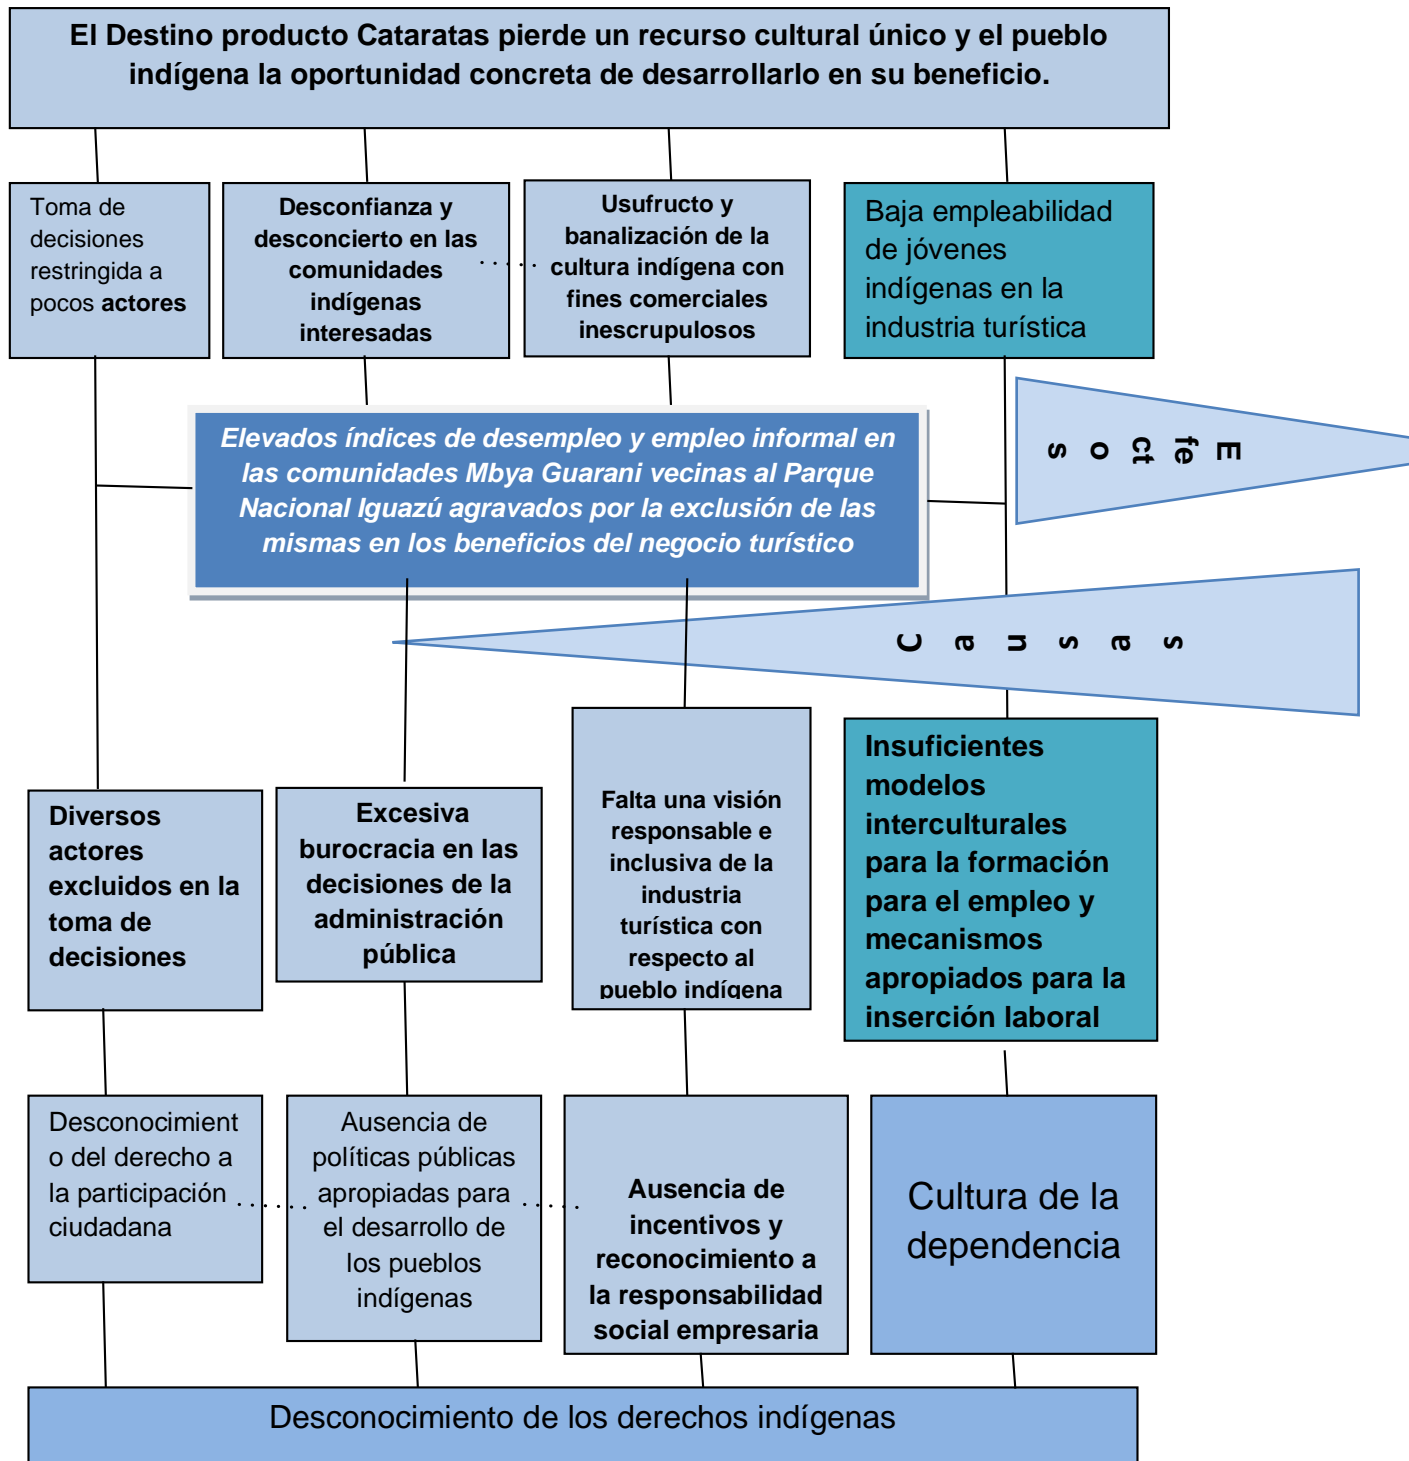 El Destino producto Cataratas pierde un recurso cultural único y el pueblo
indígena la oportunidad concreta de desarrollarlo en su beneficio.
Toma de
decisiones
restringida a
pocos actores
Desconfianza y
desconcierto en las
comunidades
indígenas
interesadas
Usufructo y
banalización de la
cultura indígena con
fines comerciales
inescrupulosos
Baja empleabilidad
de jóvenes
indígenas en la
industria turística
Elevados índices de desempleo y empleo informal en
las comunidades Mbya Guarani vecinas al Parque
Nacional Iguazú agravados por la exclusión de las
mismas en los beneficios del negocio turístico
E
fe
ct
o
s
C a u s a s
Diversos
actores
excluidos en la
toma de
decisiones
Excesiva
burocracia en las
decisiones de la
administración
pública
Falta una visión
responsable e
inclusiva de la
industria
turística con
respecto al
pueblo indígena
Insuficientes
modelos
interculturales
para la formación
para el empleo y
mecanismos
apropiados para la
inserción laboral
Desconocimient
o del derecho a
la participación
ciudadana
Ausencia de
políticas públicas
apropiadas para
el desarrollo de
los pueblos
indígenas
Ausencia de
incentivos y
reconocimiento a
la responsabilidad
social empresaria
Cultura de la
dependencia
Desconocimiento de los derechos indígenas